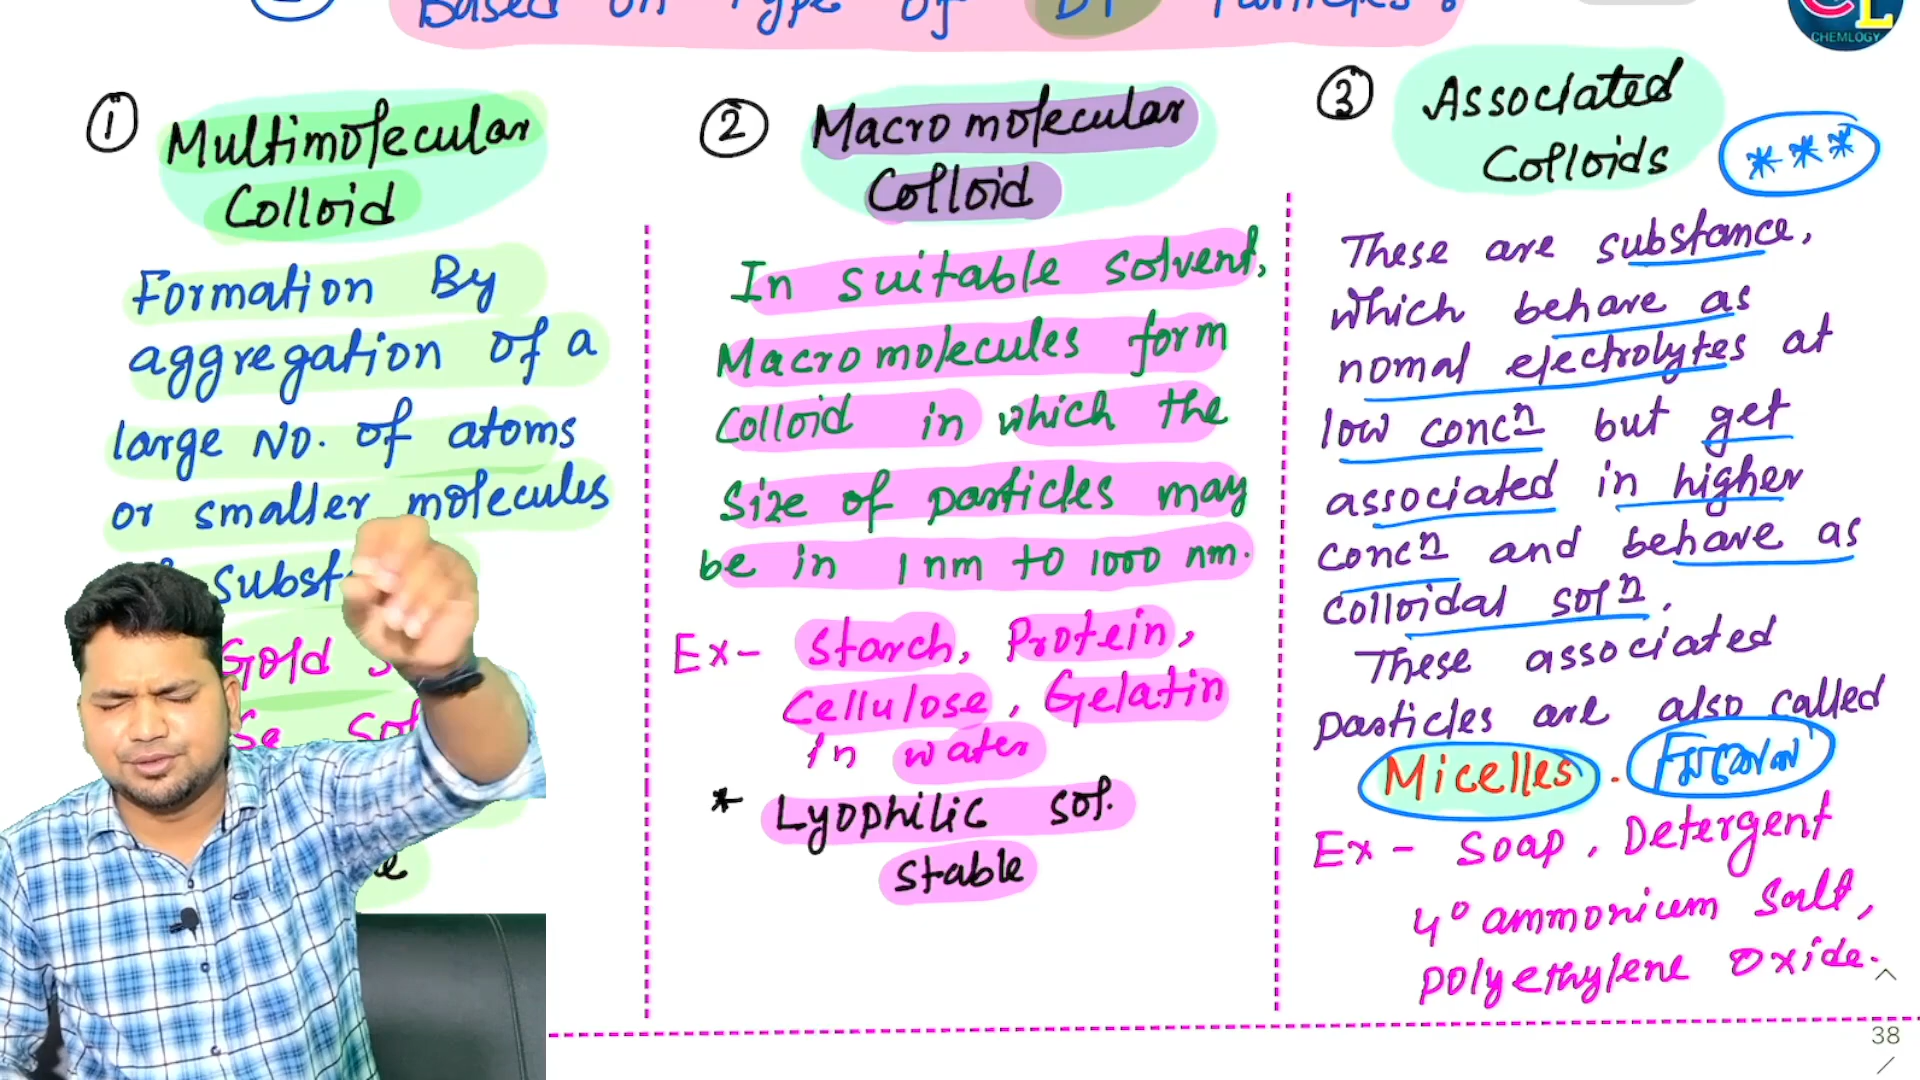 Based on Type of DP Particles :
CL
CHEMLOGY
① Multimolecular
Colloid
Formation By
aggregation of a
large No. of atoms
or smaller molecules
subst
Gold S
Se Sol
② Macromolecular
Colloid
In suitable solvent,
Macromolecules form
Colloid in which the
Size of particles may
be in 1 nm to 1000 nm.
Ex- Starch, Protein,
Cellulose, Gelatin
in water
* Lyophilic sol.
Stable
③ Associated
Colloids
***
These are substance,
which behave as
nomal electrolytes at
low concⁿ but get
associated in higher
concⁿ and behave as
colloidal solⁿ.
These associated
particles are also called
Micelles .
Ex - Soap, Detergent
4° ammonium salt,
polyethylene oxide.
38